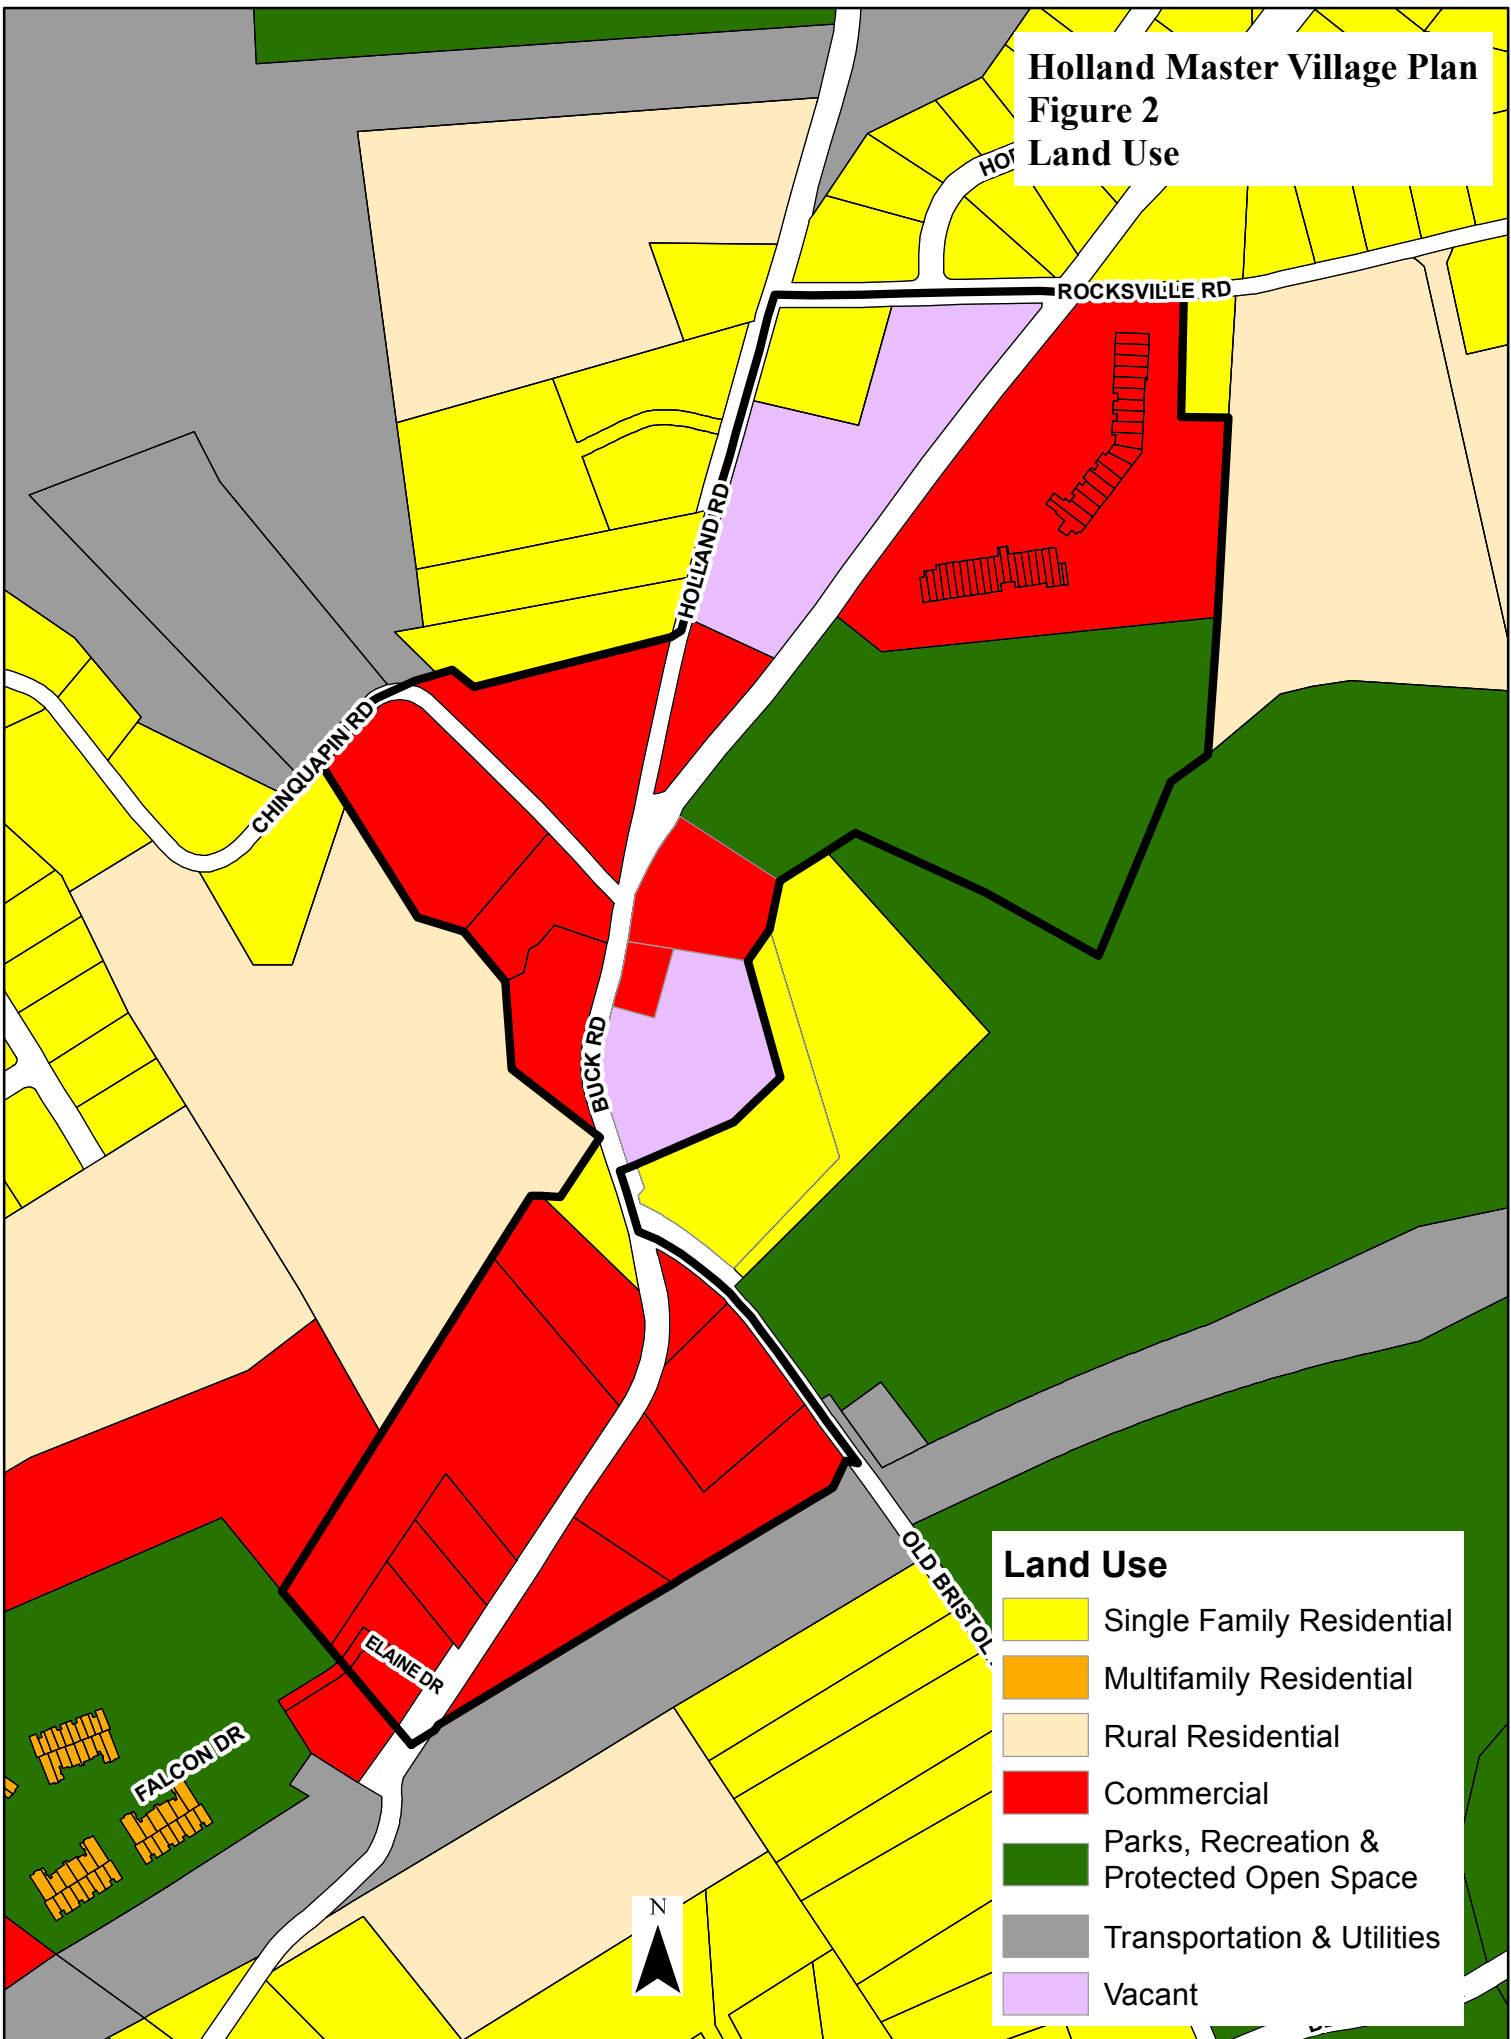 Holland Master Village Plan
Figure 2
Land Use
ROCKSVILLE RD
HOLLAND RD
CHINQUAPIN RD
BUCK RD
OLD BRISTOL
ELAINE DR
FALCON DR
N
Land Use
Single Family Residential
Multifamily Residential
Rural Residential
Commercial
Parks, Recreation &
Protected Open Space
Transportation & Utilities
Vacant